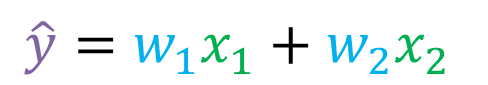 ŷ = w₁x₁ + w₂x₂